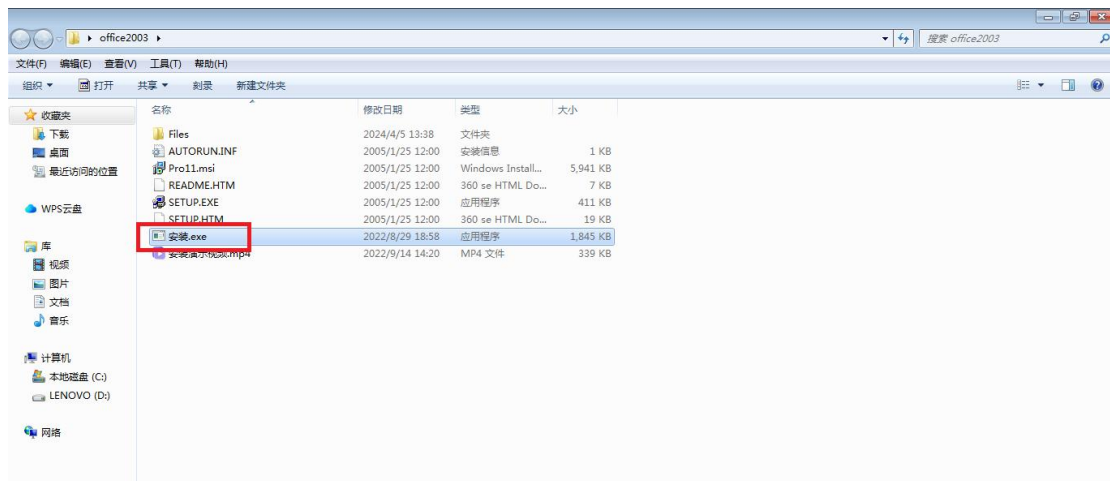 office2003
搜索 office2003
文件(F) 编辑(E) 查看(V) 工具(T) 帮助(H)
组织 打开 共享 刻录 新建文件夹
收藏夹
下载
桌面
最近访问的位置
WPS云盘
库
视频
图片
文档
音乐
计算机
本地磁盘 (C:)
LENOVO (D:)
网络
名称 修改日期 类型 大小
Files 2024/4/5 13:38 文件夹
AUTORUN.INF 2005/1/25 12:00 安装信息 1 KB
Pro11.msi 2005/1/25 12:00 Windows Install... 5,941 KB
README.HTM 2005/1/25 12:00 360 se HTML Do... 7 KB
SETUP.EXE 2005/1/25 12:00 应用程序 411 KB
SETUP.HTM 2005/1/25 12:00 360 se HTML Do... 19 KB
安装.exe 2022/8/29 18:58 应用程序 1,845 KB
安装演示视频.mp4 2022/9/14 14:20 MP4 文件 339 KB